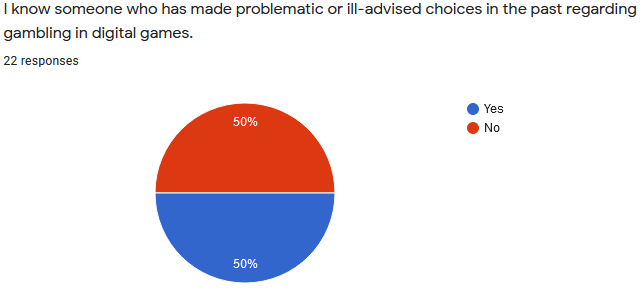 I know someone who has made problematic or ill-advised choices in the past regarding
gambling in digital games.
22 responses
Yes
No
50%
50%